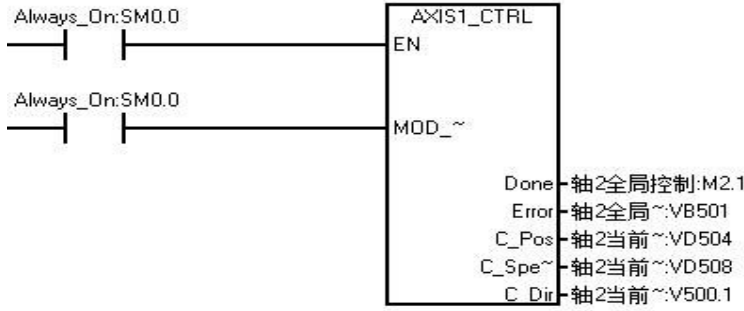 Always_On:SM0.0
AXIS1_CTRL
EN
Always_On:SM0.0
MOD_~
Done 轴2全局控制:M2.1
Error 轴2全局~:VB501
C_Pos 轴2当前~:VD504
C_Spe~ 轴2当前~:VD508
C_Dir 轴2当前~:V500.1